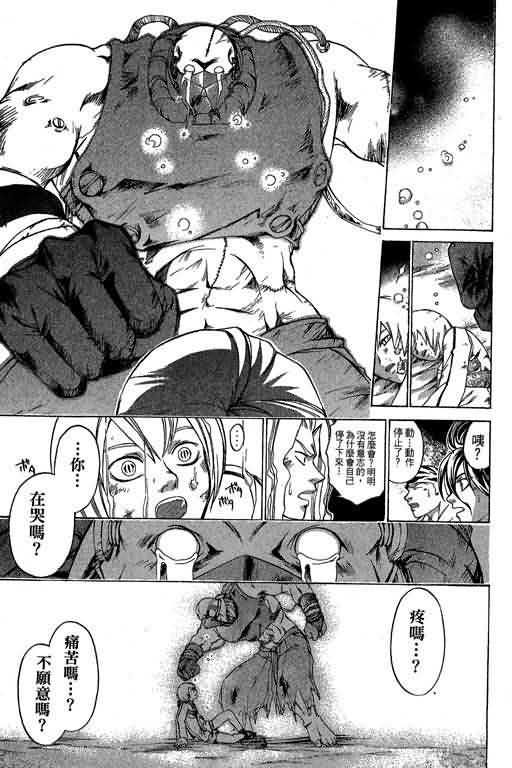 咦?
動…動作
停止了?
怎麼會?明明
沒有意志的,
為什麼會自己
停了下來…
…
ポタ
ポタ
…你…
在哭嗎?
疼嗎…?
痛苦嗎…?
不願意嗎?